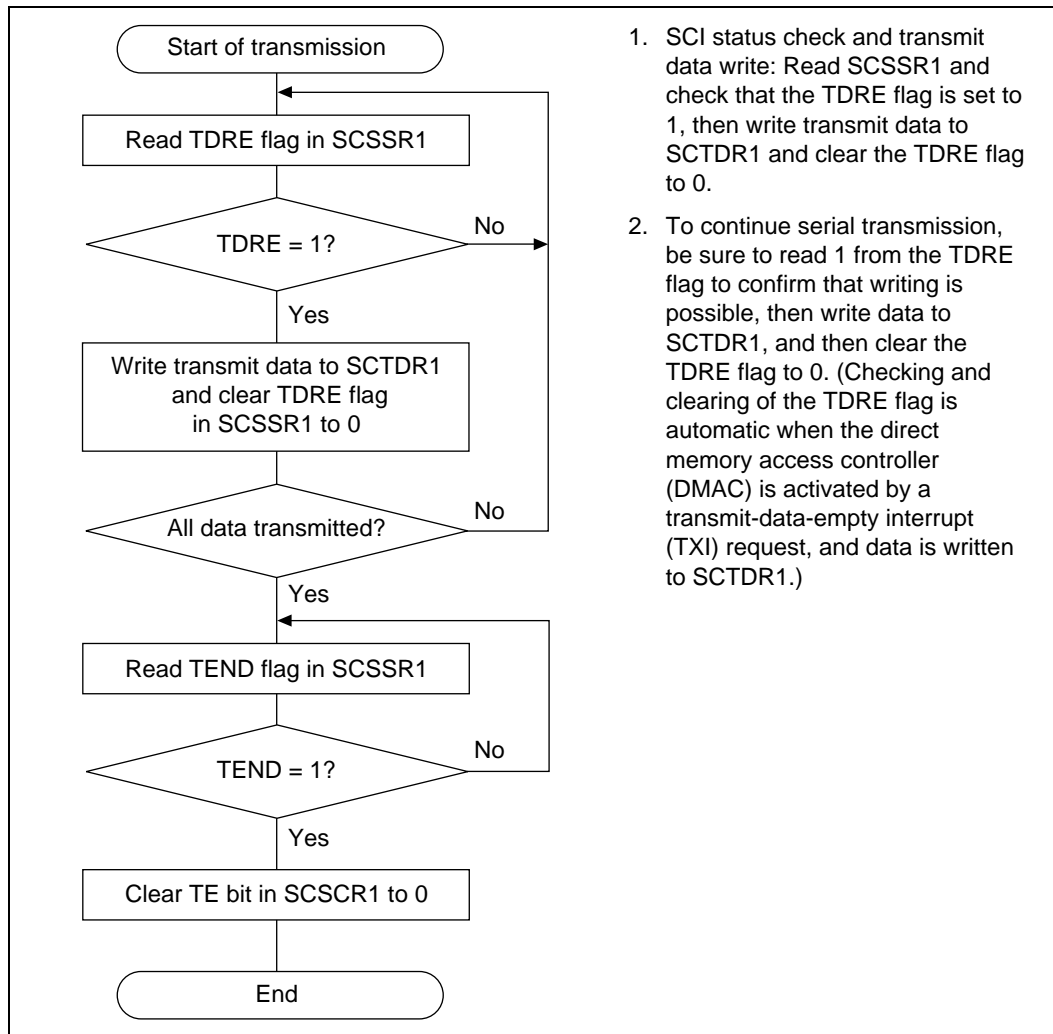 Start of transmission
Read TDRE flag in SCSSR1
TDRE = 1?
No
Yes
Write transmit data to SCTDR1
and clear TDRE flag
in SCSSR1 to 0
All data transmitted?
No
Yes
Read TEND flag in SCSSR1
TEND = 1?
No
Yes
Clear TE bit in SCSCR1 to 0
End
1. SCI status check and transmit
data write: Read SCSSR1 and
check that the TDRE flag is set to
1, then write transmit data to
SCTDR1 and clear the TDRE flag
to 0.
2. To continue serial transmission,
be sure to read 1 from the TDRE
flag to confirm that writing is
possible, then write data to
SCTDR1, and then clear the
TDRE flag to 0. (Checking and
clearing of the TDRE flag is
automatic when the direct
memory access controller
(DMAC) is activated by a
transmit-data-empty interrupt
(TXI) request, and data is written
to SCTDR1.)